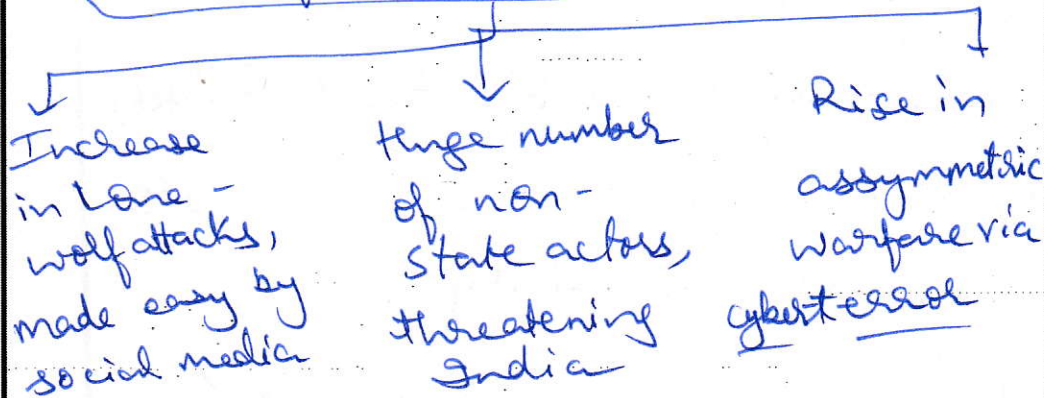 Increase
in Lone-
wolf attacks,
made easy by
social media
Huge number
of non-
state actors,
threatening
India
Rise in
assymmetric
warfare via
cyberterror